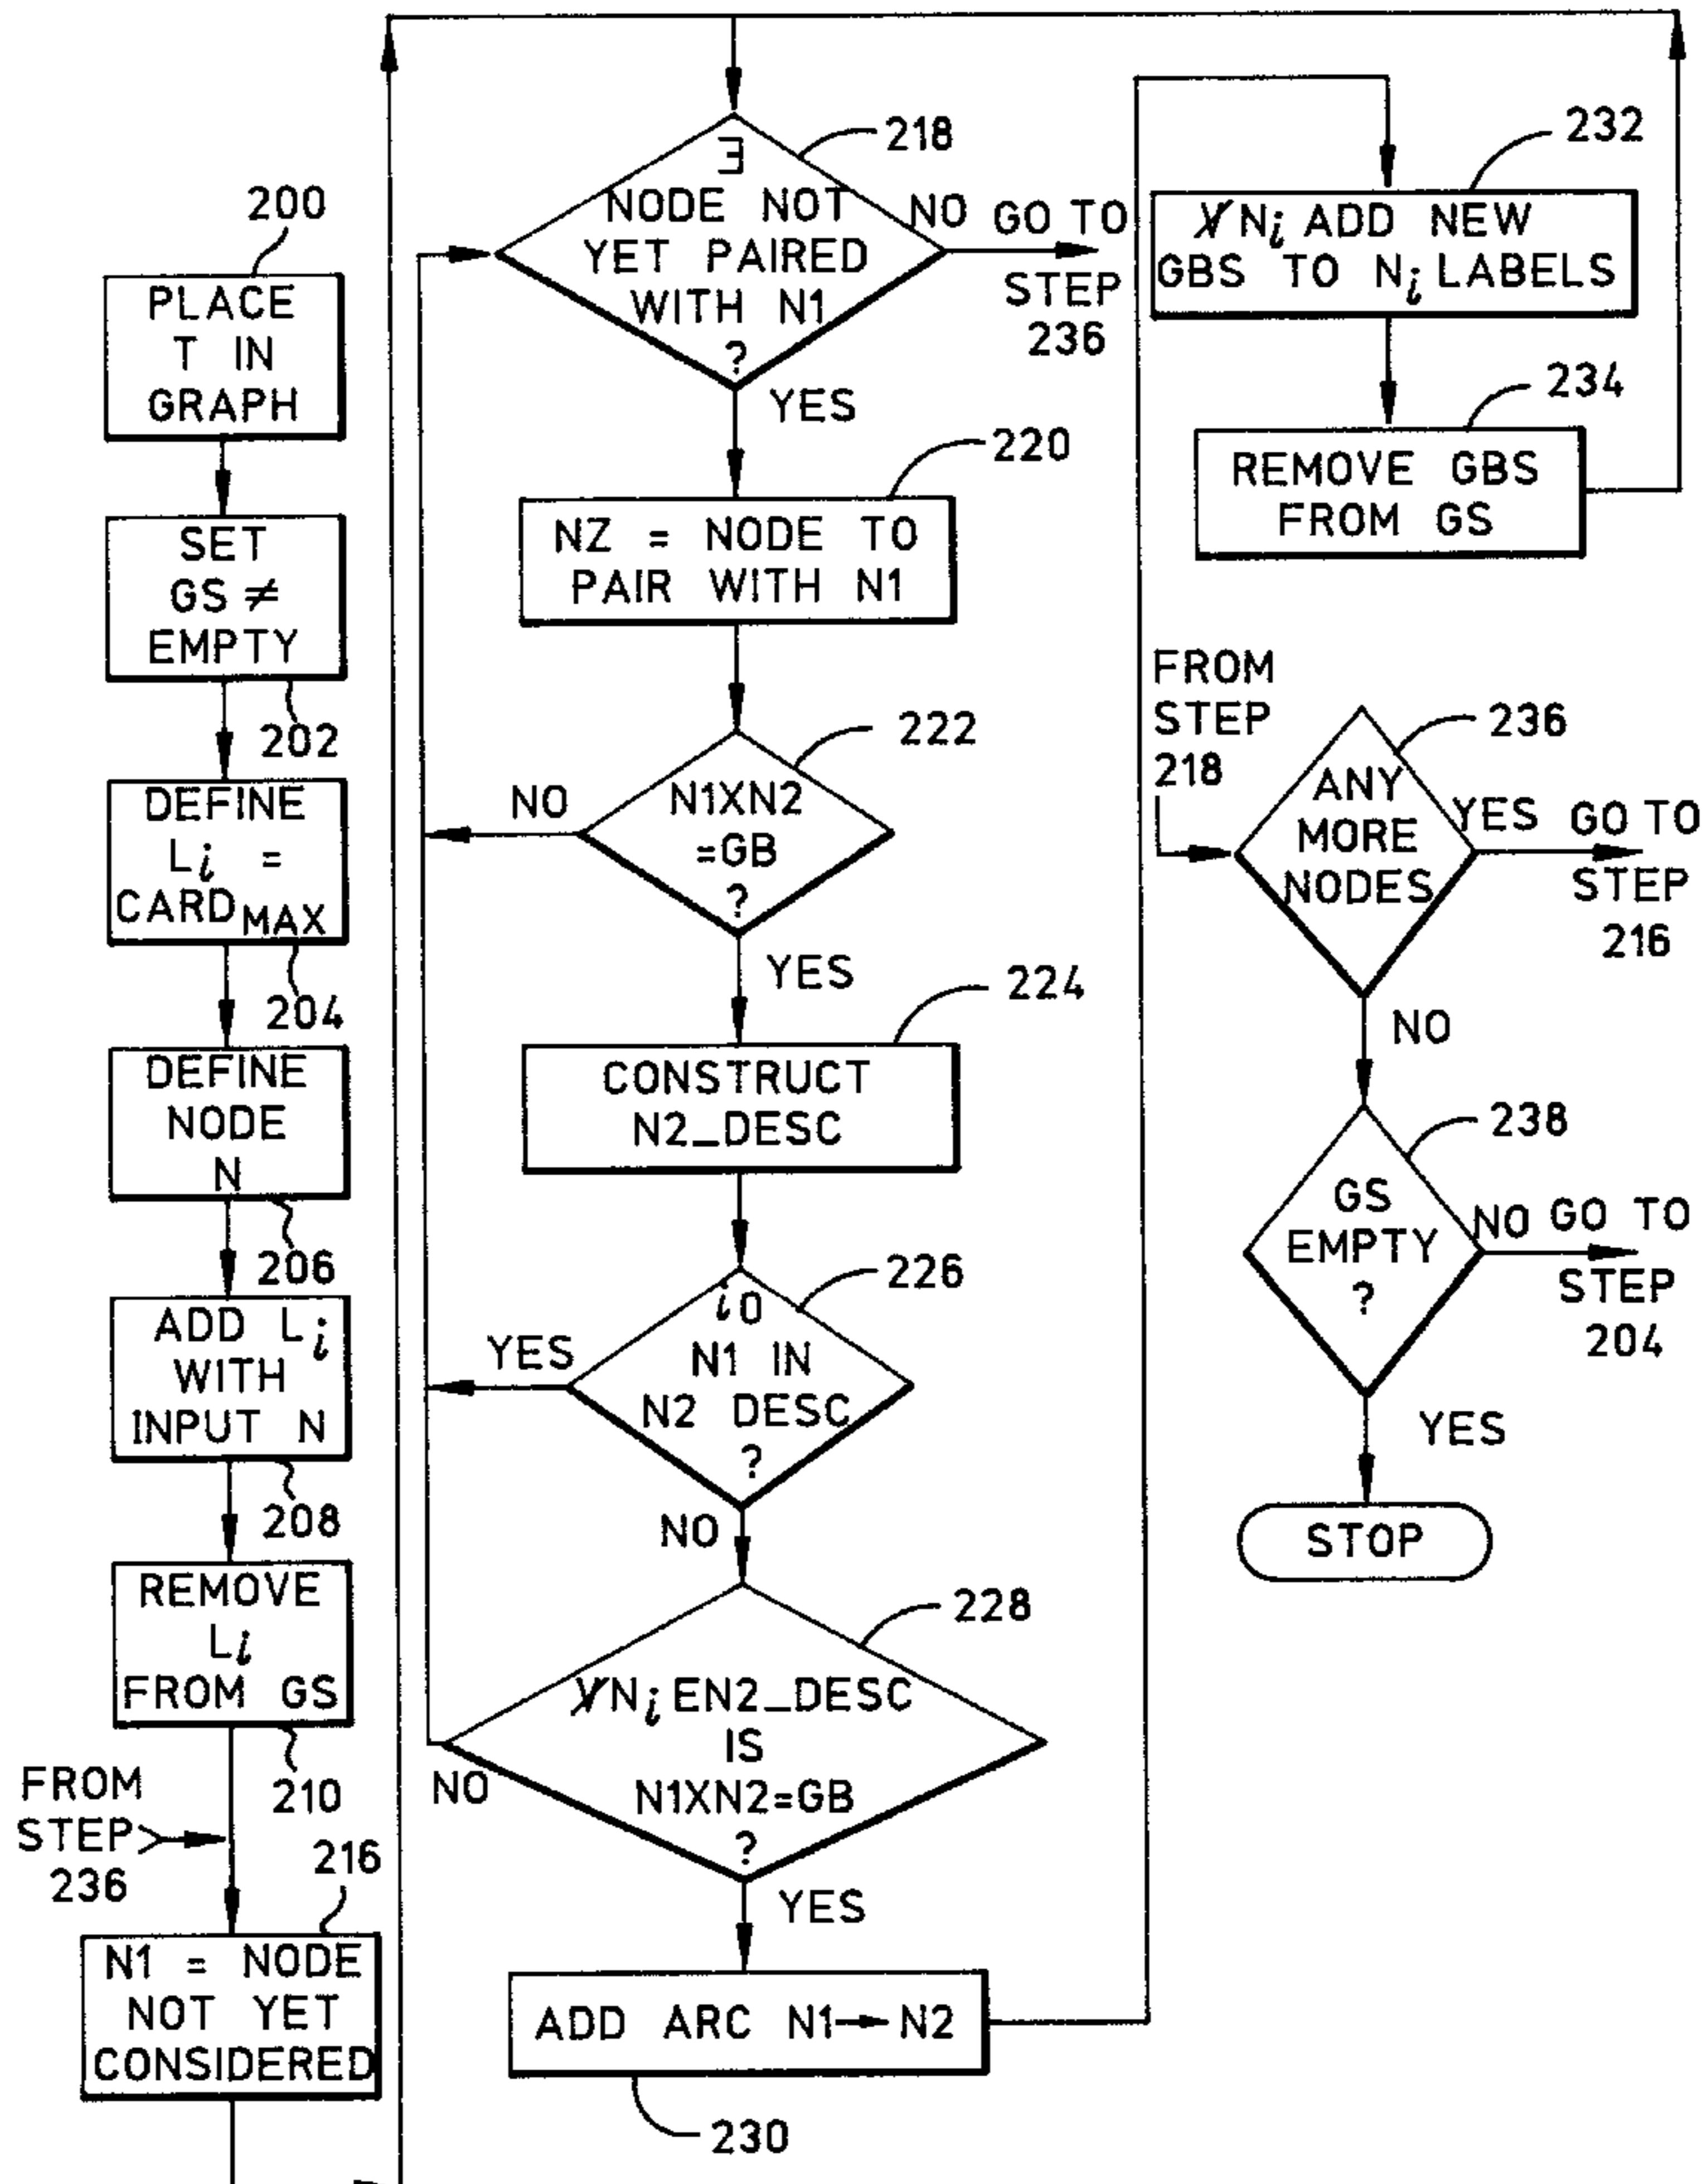 200
PLACE
T IN
GRAPH
SET
GS ≠
EMPTY
202
DEFINE
Li =
CARD MAX
204
DEFINE
NODE
N
206
ADD Li
WITH
INPUT N
208
REMOVE
Li
FROM GS
210
FROM
STEP
236
216
N1 = NODE
NOT YET
CONSIDERED
218
∃
NODE NOT
YET PAIRED
WITH N1
?
NO GO TO
STEP
236
YES
220
NZ = NODE TO
PAIR WITH N1
222
N1XN2
=GB
?
NO
YES
224
CONSTRUCT
N2_DESC
226
i0
N1 IN
N2 DESC
?
YES
NO
228
∀Ni EN2_DESC
IS
N1XN2=GB
?
NO
YES
ADD ARC N1→N2
230
232
∀Ni ADD NEW
GBS TO Ni LABELS
234
REMOVE GBS
FROM GS
FROM
STEP
218
236
ANY
MORE
NODES
YES GO TO
STEP
216
NO
238
GS
EMPTY
?
NO GO TO
STEP
204
YES
STOP